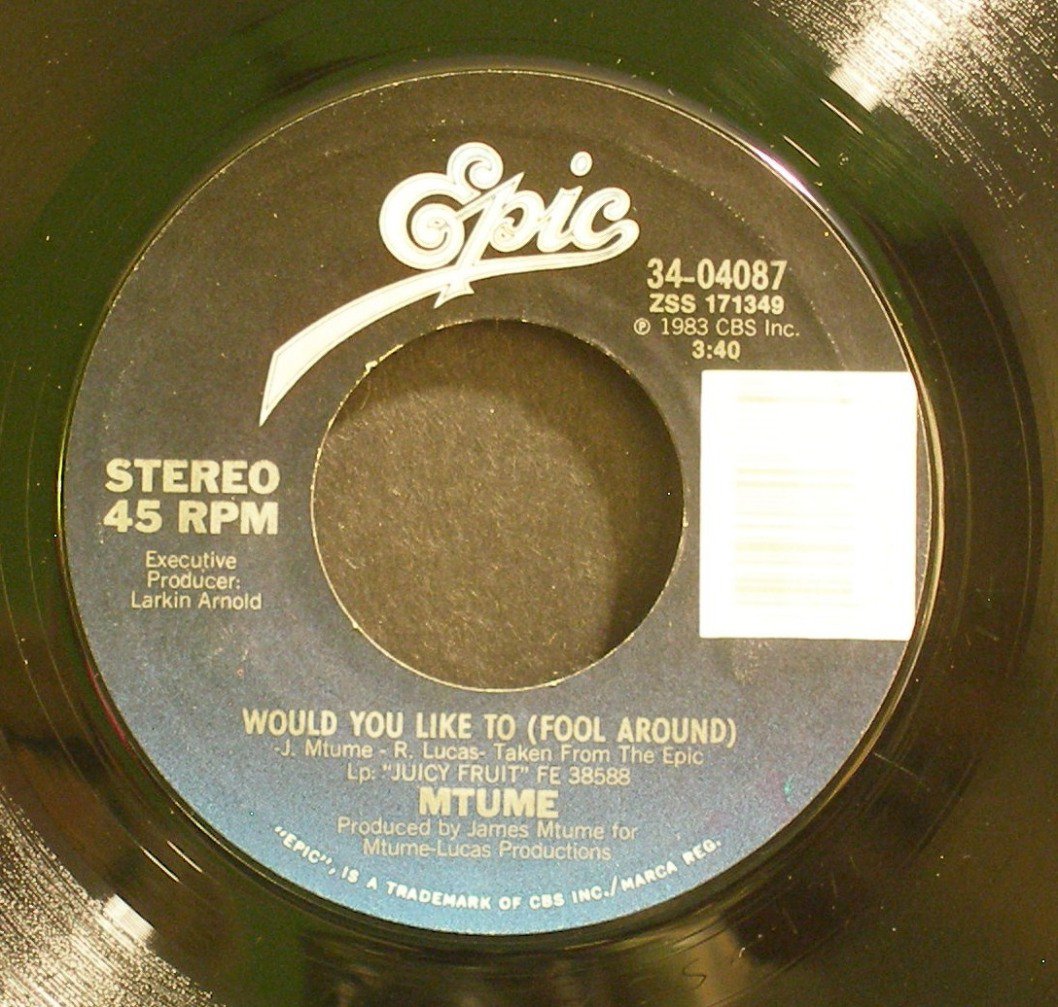 Epic
34-04087
ZSS 171349
℗ 1983 CBS Inc.
3:40
STEREO
45 RPM
Executive
Producer:
Larkin Arnold
WOULD YOU LIKE TO (FOOL AROUND)
-J. Mtume - R. Lucas- Taken From The Epic
Lp: "JUICY FRUIT" FE 38588
MTUME
Produced by James Mtume for
Mtume-Lucas Productions
"EPIC", IS A TRADEMARK OF CBS INC./MARCA REG.